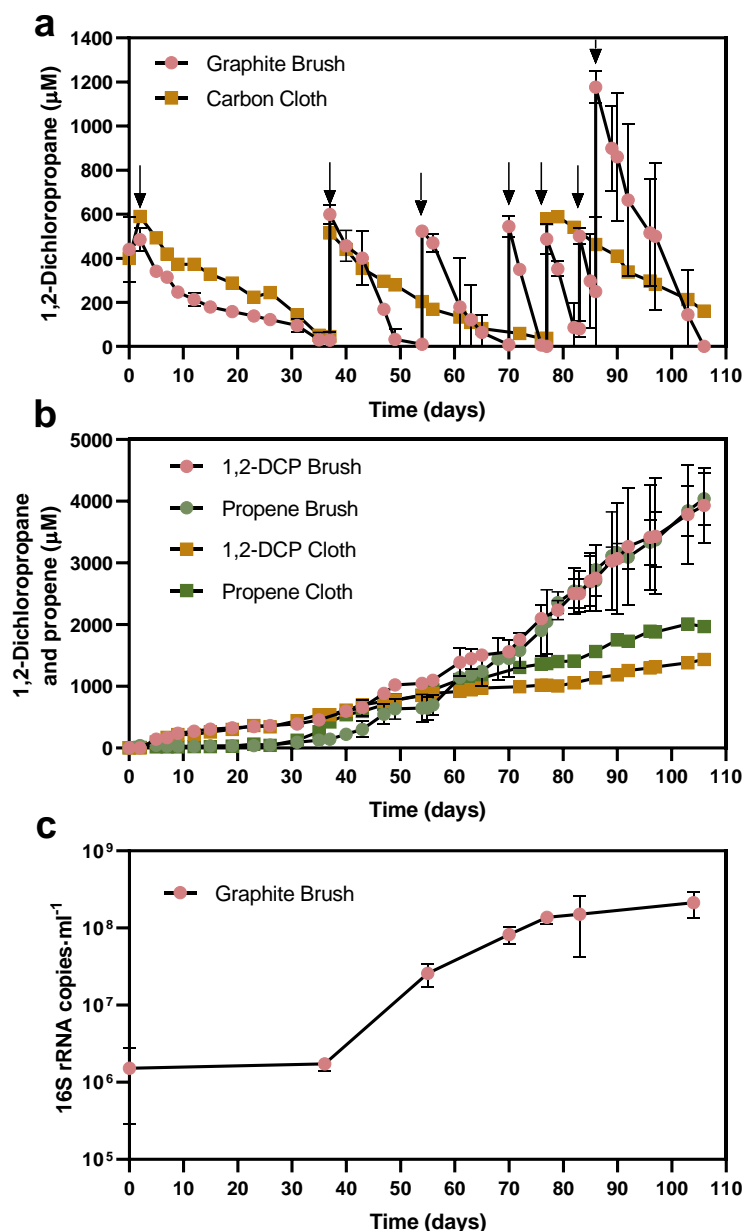 a
1400
1200
1000
800
600
400
200
0
1,2-Dichloropropane (μM)
Graphite Brush
Carbon Cloth
0 10 20 30 40 50 60 70 80 90 100 110
Time (days)
b
5000
4000
3000
2000
1000
0
1,2-Dichloropropane
and propene (μM)
1,2-DCP Brush
Propene Brush
1,2-DCP Cloth
Propene Cloth
0 10 20 30 40 50 60 70 80 90 100 110
Time (days)
c
10⁹
10⁸
10⁷
10⁶
10⁵
16S rRNA copies·ml⁻¹
Graphite Brush
0 10 20 30 40 50 60 70 80 90 100 110
Time (days)